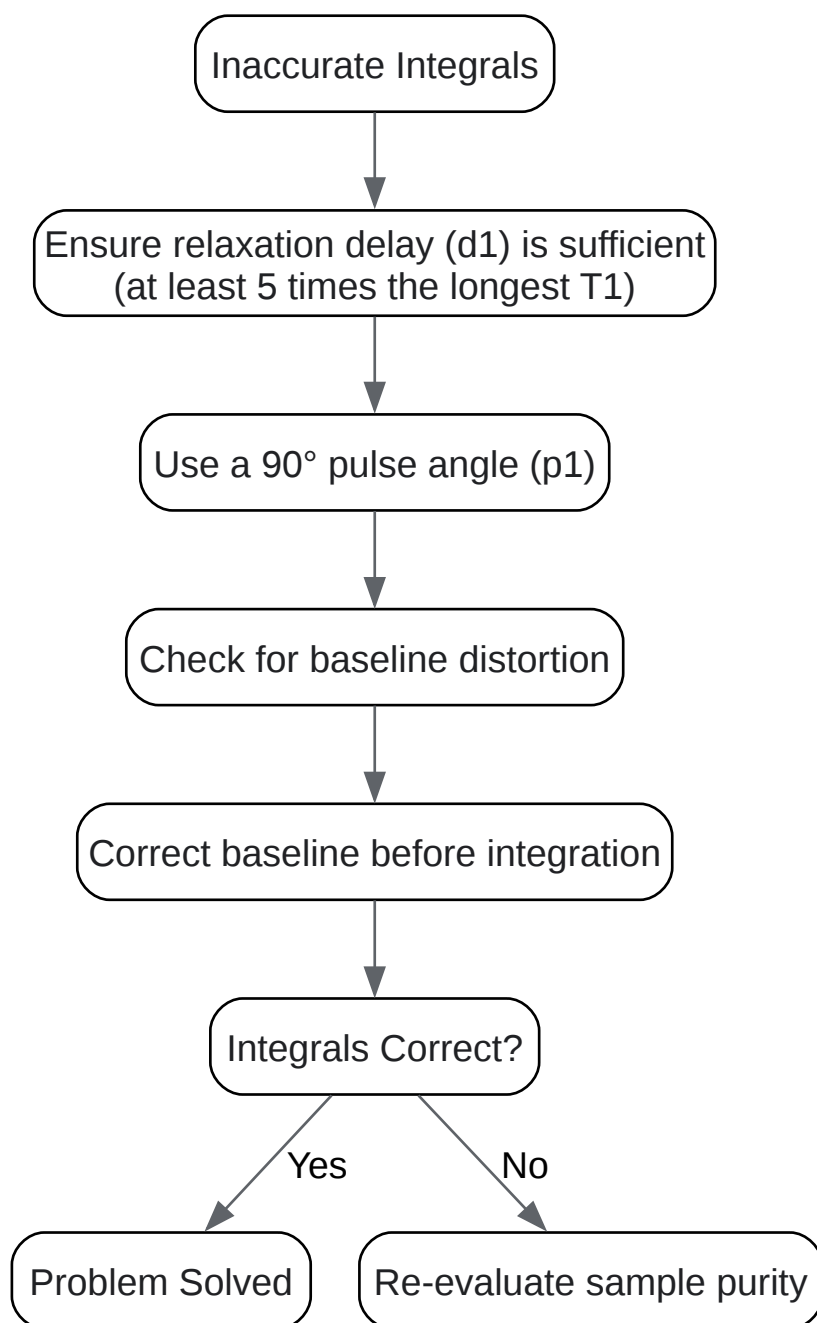 Inaccurate Integrals
Ensure relaxation delay (d1) is sufficient
(at least 5 times the longest T1)
Use a 90° pulse angle (p1)
Check for baseline distortion
Correct baseline before integration
Integrals Correct?
Yes
No
Problem Solved
Re-evaluate sample purity